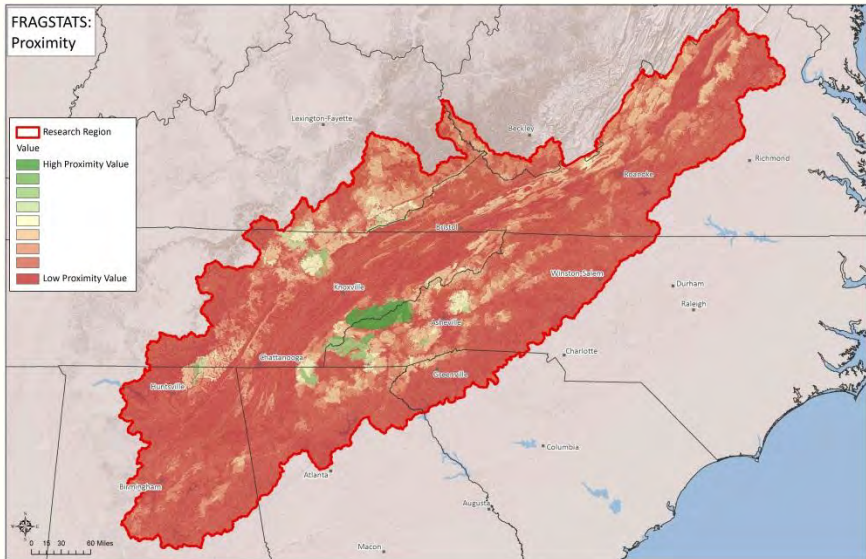 FRAGSTATS:
Proximity
Research Region
Value
High Proximity Value
Low Proximity Value
Lexington-Fayette
Beckley
Richmond
Roanoke
Bristol
Knoxville
Winston-Salem
Durham
Raleigh
Asheville
Chattanooga
Charlotte
Huntsville
Greenville
Columbia
Birmingham
Atlanta
Augusta
Macon
0 15 30 60 Miles